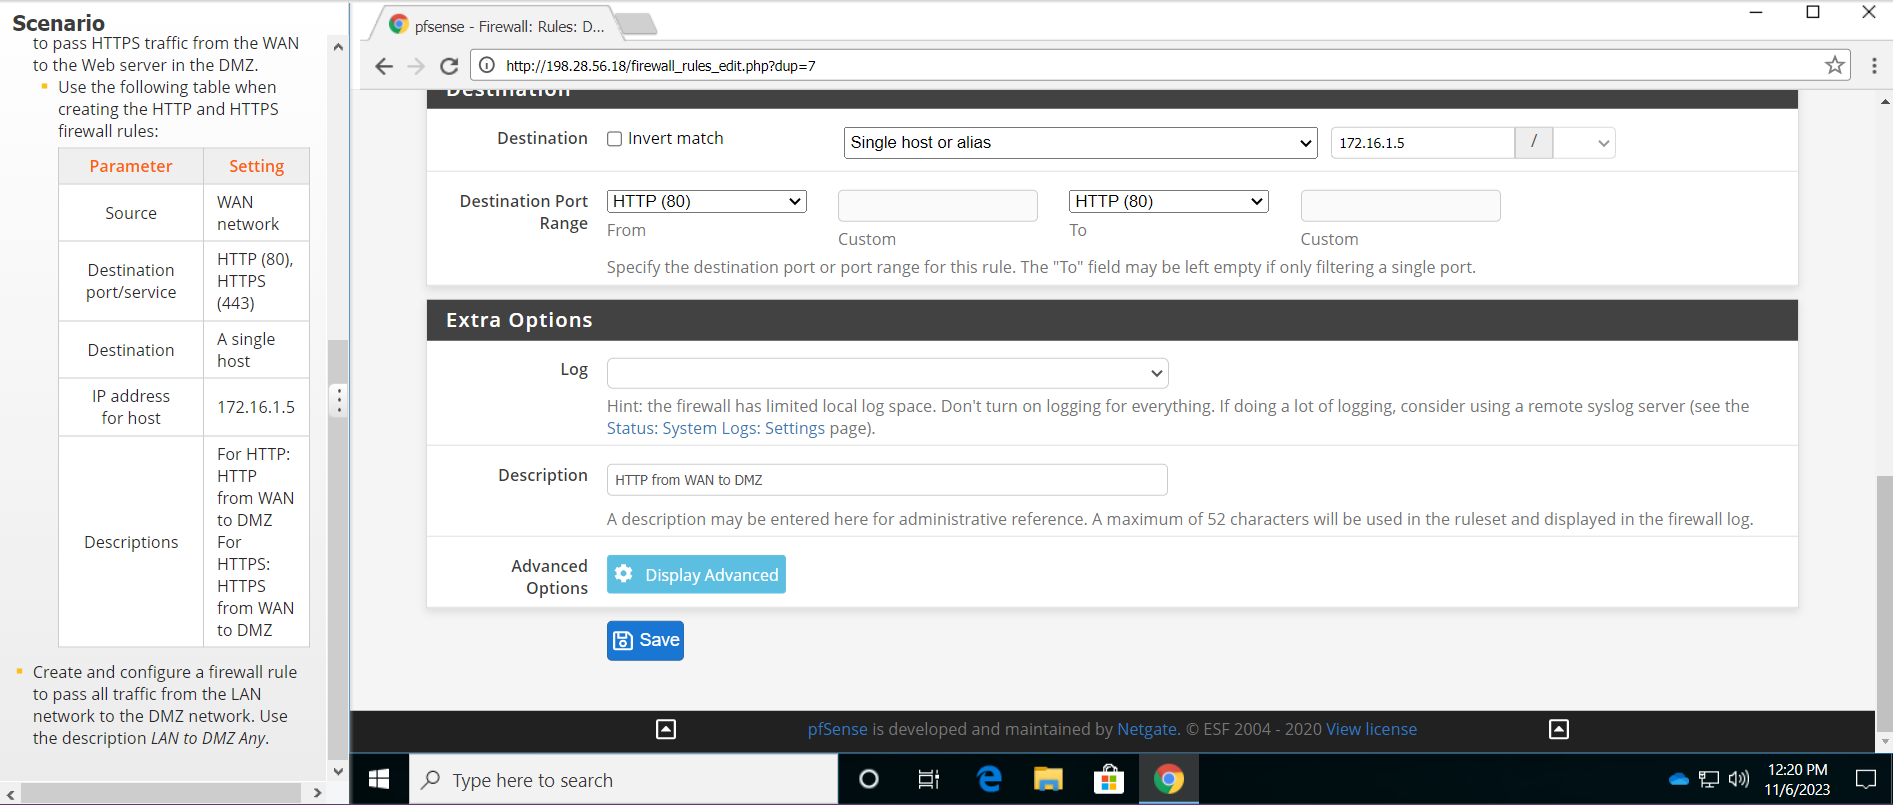 Scenario
to pass HTTPS traffic from the WAN
to the Web server in the DMZ.
Use the following table when
creating the HTTP and HTTPS
firewall rules:
Parameter Setting
Source WAN
network
Destination
port/service HTTP (80),
HTTPS
(443)
Destination A single
host
IP address
for host 172.16.1.5
Descriptions For HTTP:
HTTP
from WAN
to DMZ
For
HTTPS:
HTTPS
from WAN
to DMZ
Create and configure a firewall rule
to pass all traffic from the LAN
network to the DMZ network. Use
the description LAN to DMZ Any.
pfsense - Firewall: Rules: D...
http://198.28.56.18/firewall_rules_edit.php?dup=7
Destination
Destination Invert match Single host or alias 172.16.1.5 /
Destination Port
Range HTTP (80) HTTP (80)
From Custom To Custom
Specify the destination port or port range for this rule. The "To" field may be left empty if only filtering a single port.
Extra Options
Log
Hint: the firewall has limited local log space. Don't turn on logging for everything. If doing a lot of logging, consider using a remote syslog server (see the
Status: System Logs: Settings page).
Description HTTP from WAN to DMZ
A description may be entered here for administrative reference. A maximum of 52 characters will be used in the ruleset and displayed in the firewall log.
Advanced
Options Display Advanced
Save
pfSense is developed and maintained by Netgate. © ESF 2004 - 2020 View license
Type here to search
12:20 PM
11/6/2023